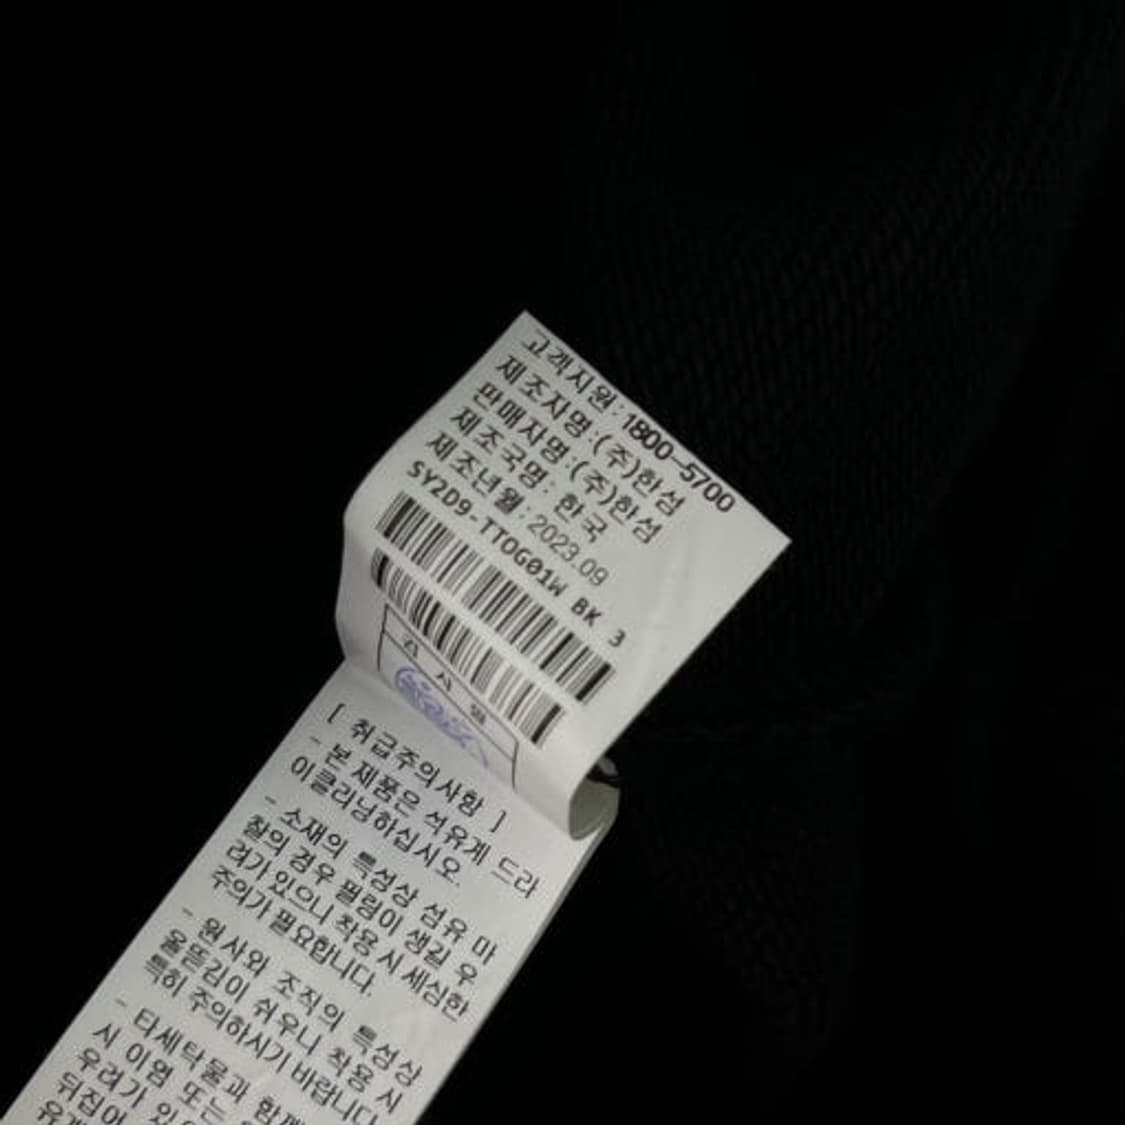 고객지원:1800-5700
제조자명:(주)한섬
판매자명:(주)한섬
제조국명: 한국
제조년월:2023.09
SY2D9-TTOG01W BK 3
검 사 필
[ 취급주의사항 ]
- 본 제품은 석유계 드라
이클리닝하십시오.
- 소재의 특성상 섬유 마
찰의 경우 필링이 생길 우
려가 있으니 착용 시 세심한
주의가 필요합니다.
- 원사와 조직의 특성상
올뜯김이 쉬우니 착용 시
특히 주의하시기 바랍니다
- 타세탁물과 함께
시 이염 또는
우려가 있
뒤집어